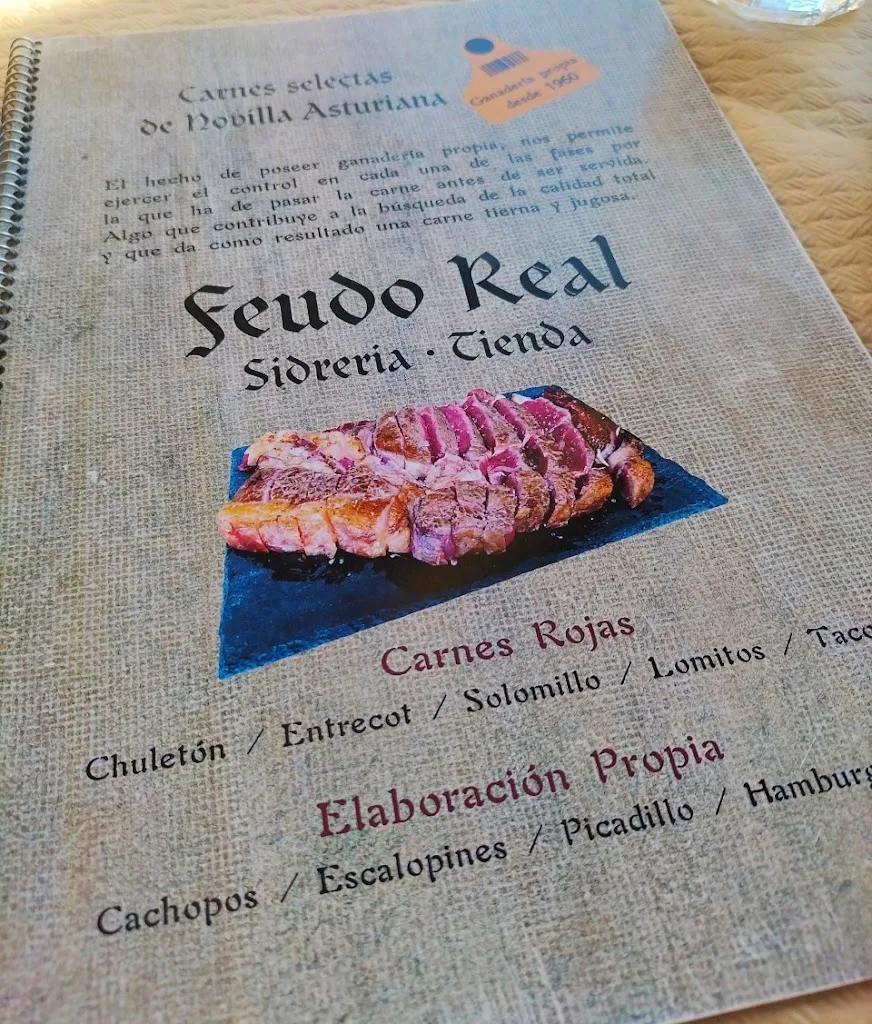 Carnes selectas
de Novilla Asturiana
Ganadería propia
desde 1960
El hecho de poseer ganadería propia, nos permite
ejercer el control en cada una de las fases por
la que ha de pasar la carne antes de ser servida.
Algo que contribuye a la búsqueda de la calidad total
y que da como resultado una carne tierna y jugosa.
Feudo Real
Sidreria · Tienda
Carnes Rojas
Chuletón / Entrecot / Solomillo / Lomitos / Taco
Elaboración Propia
Cachopos / Escalopines / Picadillo / Hamburg